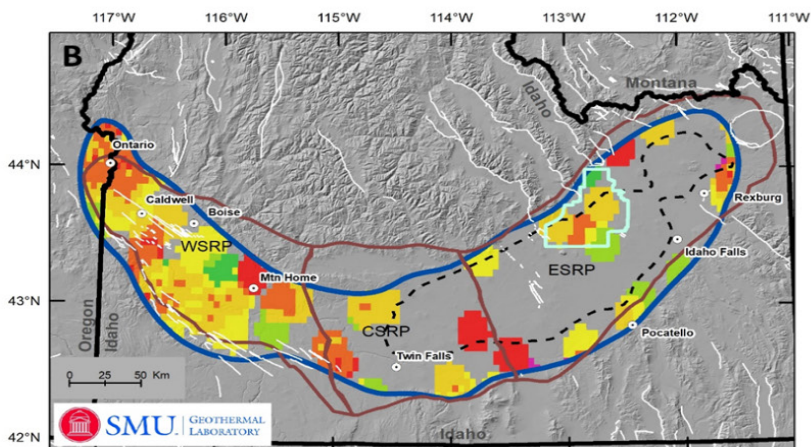 117°W
116°W
115°W
114°W
113°W
112°W
111°W
B
Montana
Idaho
44°N
Ontario
Caldwell
Boise
WSRP
Rexburg
Idaho Falls
ESRP
43°N
Mtn Home
CSRP
Pocatello
Oregon
Idaho
Twin Falls
0 25 50 Km
SMU. GEOTHERMAL
LABORATORY
Idaho
42°N